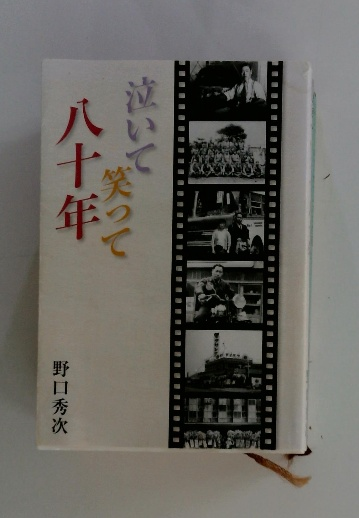 泣いて
笑って
八十年
野口秀次